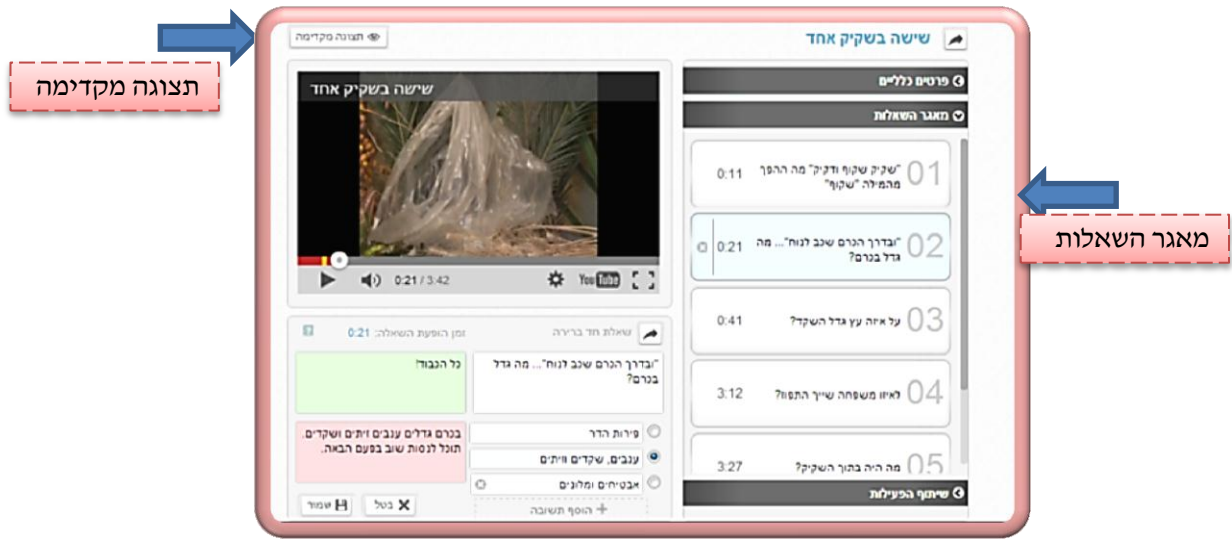 תצוגה מקדימה
שישה בשקיק אחד
תצוגה מקדימה
פרטים כלליים
מאגר השאלות
מאגר השאלות
01
"שקיק שקוף ודקיק" מה ההפך
מהמילה "שקוף"
0:11
02
"ובדרך הכרם שכב לנוח"... מה
גדל בכרם?
0:21
03
על איזה עץ גדל השקד?
0:41
04
לאיזו משפחה שייך התפוז?
3:12
05
מה היה בתוך השקיק?
3:27
שיתוף הפעילות
שישה בשקיק אחד
0:21 / 3:42
YouTube
שאלת חד ברירה
זמן הופעת השאלה: 0:21
"ובדרך הכרם שכב לנוח"... מה גדל
בכרם?
כל הכבוד!
פירות הדר
ענבים, שקדים וזיתים
אבטיחים ומלונים
הוסף תשובה
בכרם גדלים ענבים זיתים ושקדים.
תוכל לנסות שוב בפעם הבאה.
בטל
שמור